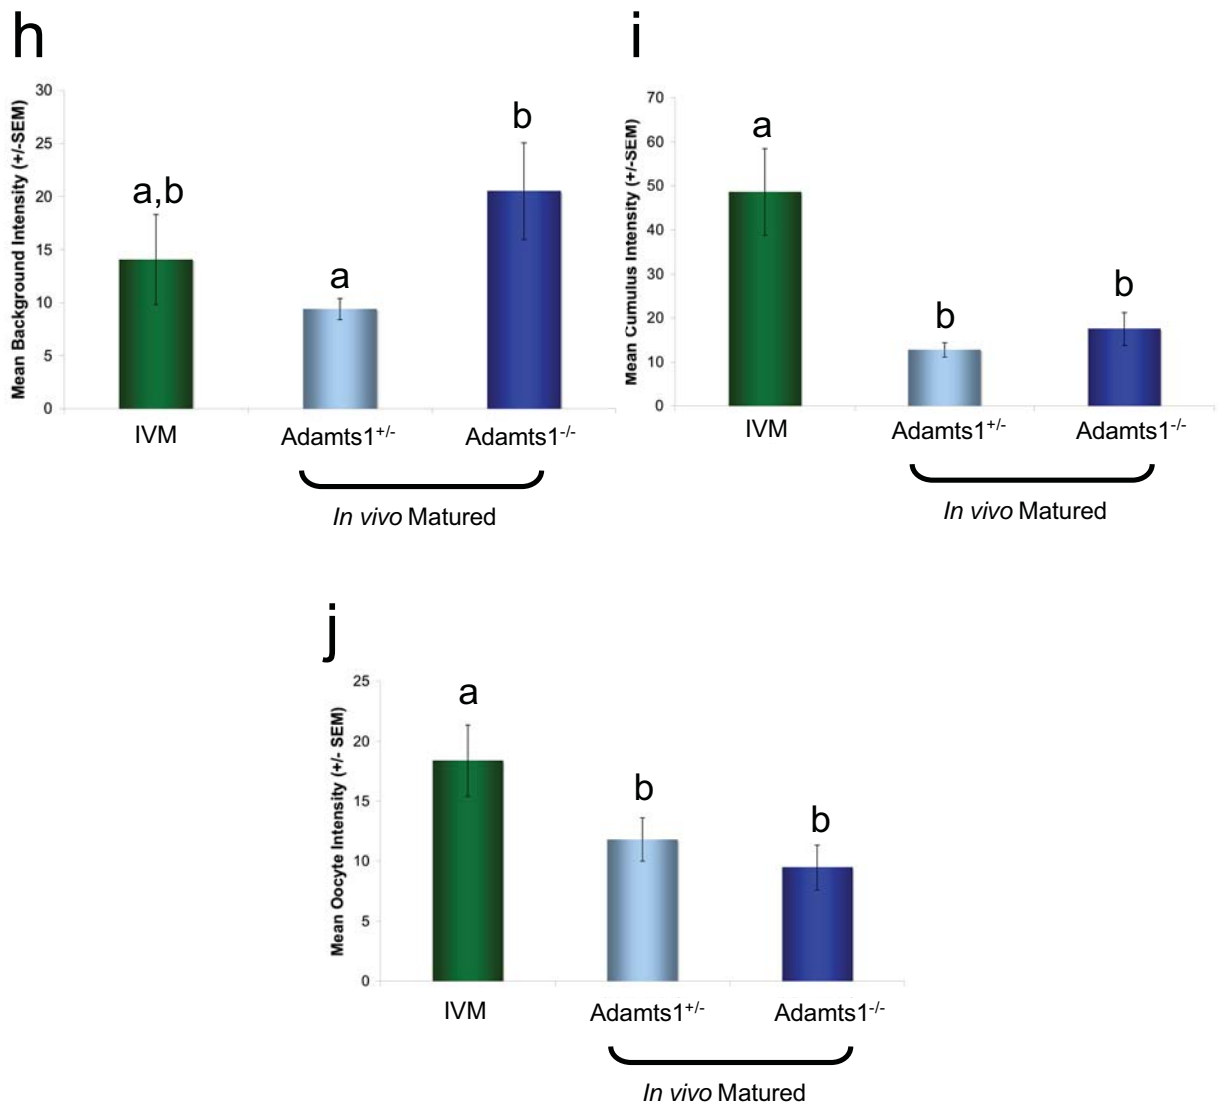 h
Mean Background Intensity (+/-SEM)
30
25
20
15
10
5
0
a,b
a
b
IVM
Adamts1+/-
Adamts1-/-
In vivo Matured
i
Mean Cumulus Intensity (+/-SEM)
70
60
50
40
30
20
10
0
a
b
b
IVM
Adamts1+/-
Adamts1-/-
In vivo Matured
j
Mean Oocyte Intensity (+/- SEM)
25
20
15
10
5
0
a
b
b
IVM
Adamts1+/-
Adamts1-/-
In vivo Matured